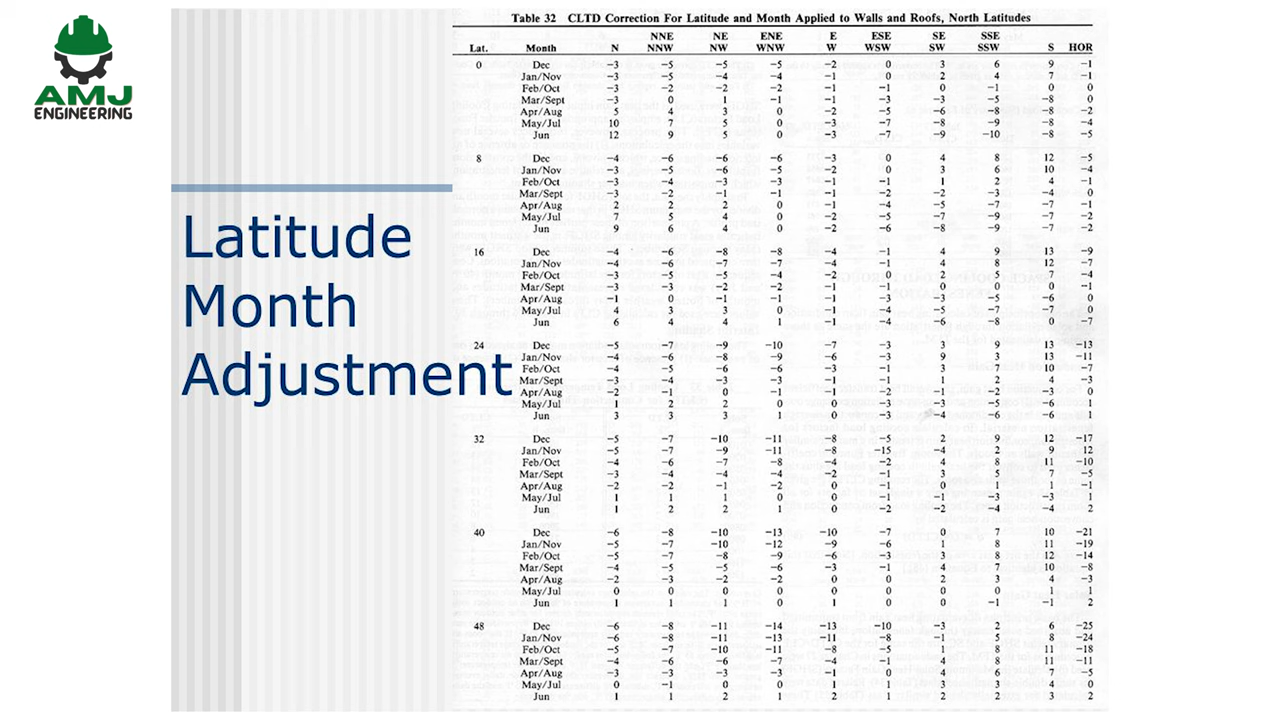 AMJ
ENGINEERING
Latitude
Month
Adjustment
Table 32 CLTD Correction For Latitude and Month Applied to Walls and Roofs, North Latitudes
NNE NE ENE E ESE SE SSE
Lat. Month N NNW NW WNW W WSW SW SSW S HOR
0 Dec −3 −5 −5 −5 −2 0 3 6 9 −1
Jan/Nov −3 −5 −4 −4 −1 0 2 4 7 −1
Feb/Oct −3 −2 −2 −2 −1 −1 0 −1 0 0
Mar/Sept −3 0 1 −1 −1 −3 −3 −5 −8 0
Apr/Aug 5 4 3 0 −2 −5 −6 −8 −8 −2
May/Jul 10 7 5 0 −3 −7 −8 −9 −8 −4
Jun 12 9 5 0 −3 −7 −9 −10 −8 −5
8 Dec −4 −6 −6 −6 −3 0 4 8 12 −5
Jan/Nov −3 −5 −6 −5 −2 0 3 6 10 −4
Feb/Oct −3 −4 −3 −3 −1 −1 1 2 4 −1
Mar/Sept −3 −2 −1 −1 −1 −2 −2 −3 −4 0
Apr/Aug 2 2 2 0 −1 −4 −5 −7 −7 −1
May/Jul 7 5 4 0 −2 −5 −7 −9 −7 −2
Jun 9 6 4 0 −2 −6 −8 −9 −7 −2
16 Dec −4 −6 −8 −8 −4 −1 4 9 13 −9
Jan/Nov −4 −6 −7 −7 −4 −1 4 8 12 −7
Feb/Oct −3 −5 −5 −4 −2 0 2 5 7 −4
Mar/Sept −3 −3 −2 −2 −1 −1 0 0 0 −1
Apr/Aug −1 0 −1 −1 −1 −3 −3 −5 −6 0
May/Jul 4 3 3 0 −1 −4 −5 −7 −7 0
Jun 6 4 4 1 −1 −4 −6 −8 0 −7
24 Dec −5 −7 −9 −10 −7 −3 3 9 13 −13
Jan/Nov −4 −6 −8 −9 −6 −3 9 3 13 −11
Feb/Oct −4 −5 −6 −6 −3 −1 3 7 10 −7
Mar/Sept −3 −4 −3 −3 −1 −1 1 2 4 −3
Apr/Aug −2 −1 0 −1 −1 −2 −1 −2 −3 0
May/Jul 1 2 2 0 0 −3 −3 −5 −6 1
Jun 3 3 3 1 0 −3 −4 −6 −6 1
32 Dec −5 −7 −10 −11 −8 −5 2 9 12 −17
Jan/Nov −5 −7 −9 −11 −8 −15 −4 2 9 12
Feb/Oct −4 −6 −7 −8 −4 −2 4 8 11 −10
Mar/Sept −3 −4 −4 −4 −2 −1 3 5 7 −5
Apr/Aug −2 −2 −1 −2 0 −1 0 1 1 −1
May/Jul 1 1 1 0 0 −1 −1 −3 −3 1
Jun 1 2 2 1 0 −2 −2 −4 −4 2
40 Dec −6 −8 −10 −13 −10 −7 0 7 10 −21
Jan/Nov −5 −7 −10 −12 −9 −6 1 8 11 −19
Feb/Oct −5 −7 −8 −9 −6 −3 3 8 12 −14
Mar/Sept −4 −5 −5 −6 −3 −1 4 7 10 −8
Apr/Aug −2 −3 −2 −2 0 0 2 3 4 −3
May/Jul 0 0 0 0 0 0 0 0 1 1
Jun 1 1 1 0 1 0 0 −1 −1 2
48 Dec −6 −8 −11 −14 −13 −10 −3 2 6 −25
Jan/Nov −6 −8 −11 −13 −11 −8 −1 5 8 −24
Feb/Oct −5 −7 −10 −11 −8 −5 1 8 11 −18
Mar/Sept −4 −6 −6 −7 −4 −1 4 8 11 −11
Apr/Aug −3 −3 −3 −3 −1 0 4 6 7 −5
May/Jul 0 −1 0 0 1 1 3 3 4 0
Jun 1 1 2 1 2 1 2 2 3 2